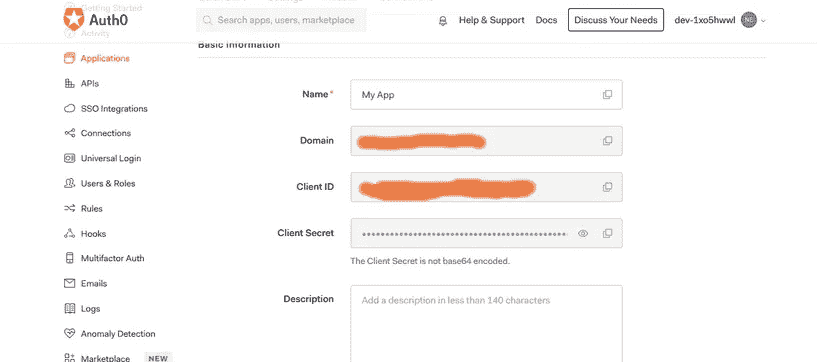 Getting Started
Auth0
Search apps, users, marketplace
Help & Support
Docs
Discuss Your Needs
dev-1xo5hwwl
NE
Activity
Basic Information
Applications
APIs
SSO Integrations
Connections
Universal Login
Users & Roles
Rules
Hooks
Multifactor Auth
Emails
Logs
Anomaly Detection
Marketplace NEW
Name*
My App
Domain
Client ID
Client Secret
The Client Secret is not base64 encoded.
Description
Add a description in less than 140 characters